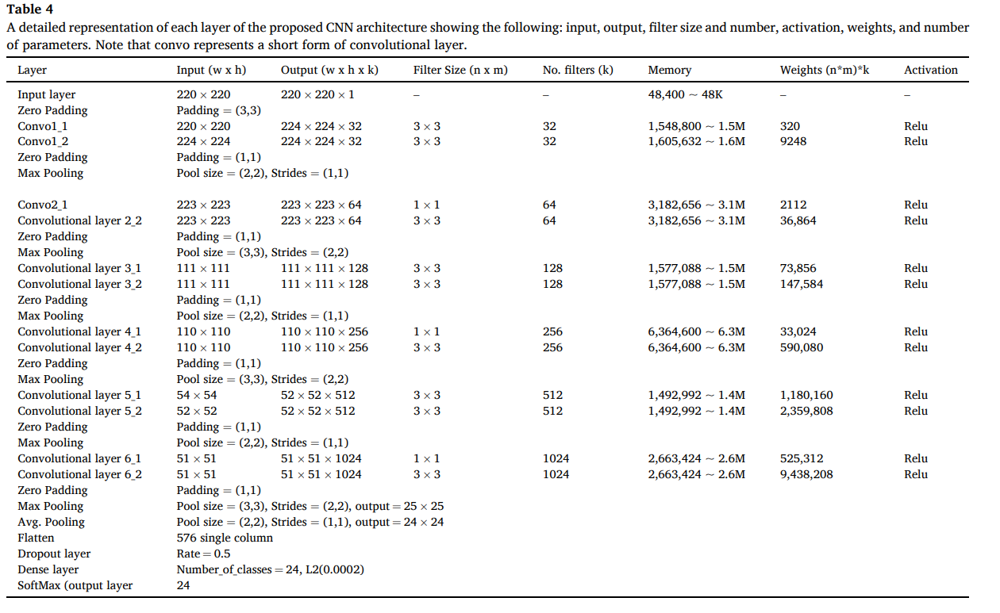 Table 4
A detailed representation of each layer of the proposed CNN architecture showing the following: input, output, filter size and number, activation, weights, and number
of parameters. Note that convo represents a short form of convolutional layer.
Layer Input (w x h) Output (w x h x k) Filter Size (n x m) No. filters (k) Memory Weights (n*m)*k Activation
Input layer 220 × 220 220 × 220 × 1 – – 48,400 ~ 48K – –
Zero Padding Padding = (3,3)
Convo1_1 220 × 220 224 × 224 × 32 3 × 3 32 1,548,800 ~ 1.5M 320 Relu
Convo1_2 224 × 224 224 × 224 × 32 3 × 3 32 1,605,632 ~ 1.6M 9248 Relu
Zero Padding Padding = (1,1)
Max Pooling Pool size = (2,2), Strides = (1,1)
Convo2_1 223 × 223 223 × 223 × 64 1 × 1 64 3,182,656 ~ 3.1M 2112 Relu
Convolutional layer 2_2 223 × 223 223 × 223 × 64 3 × 3 64 3,182,656 ~ 3.1M 36,864 Relu
Zero Padding Padding = (1,1)
Max Pooling Pool size = (3,3), Strides = (2,2)
Convolutional layer 3_1 111 × 111 111 × 111 × 128 3 × 3 128 1,577,088 ~ 1.5M 73,856 Relu
Convolutional layer 3_2 111 × 111 111 × 111 × 128 3 × 3 128 1,577,088 ~ 1.5M 147,584 Relu
Zero Padding Padding = (1,1)
Max Pooling Pool size = (2,2), Strides = (1,1)
Convolutional layer 4_1 110 × 110 110 × 110 × 256 1 × 1 256 6,364,600 ~ 6.3M 33,024 Relu
Convolutional layer 4_2 110 × 110 110 × 110 × 256 3 × 3 256 6,364,600 ~ 6.3M 590,080 Relu
Zero Padding Padding = (1,1)
Max Pooling Pool size = (3,3), Strides = (2,2)
Convolutional layer 5_1 54 × 54 52 × 52 × 512 3 × 3 512 1,492,992 ~ 1.4M 1,180,160 Relu
Convolutional layer 5_2 52 × 52 52 × 52 × 512 3 × 3 512 1,492,992 ~ 1.4M 2,359,808 Relu
Zero Padding Padding = (1,1)
Max Pooling Pool size = (2,2), Strides = (1,1)
Convolutional layer 6_1 51 × 51 51 × 51 × 1024 1 × 1 1024 2,663,424 ~ 2.6M 525,312 Relu
Convolutional layer 6_2 51 × 51 51 × 51 × 1024 3 × 3 1024 2,663,424 ~ 2.6M 9,438,208 Relu
Zero Padding Padding = (1,1)
Max Pooling Pool size = (3,3), Strides = (2,2), output = 25 × 25
Avg. Pooling Pool size = (2,2), Strides = (1,1), output = 24 × 24
Flatten 576 single column
Dropout layer Rate = 0.5
Dense layer Number_of_classes = 24, L2(0.0002)
SoftMax (output layer 24